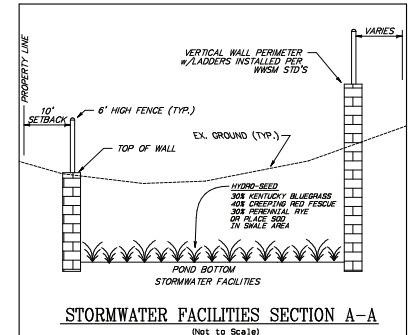 PROPERTY LINE
VERTICAL WALL PERIMETER
w/LADDERS INSTALLED PER
WWSM STD'S
VARIES
10'
SETBACK
6' HIGH FENCE (TYP.)
EX. GROUND (TYP.)
TOP OF WALL
HYDRO-SEED
30% KENTUCKY BLUEGRASS
40% CREEPING RED FESCUE
30% PERENNIAL RYE
OR PLACE SOD
IN SWALE AREA
POND BOTTOM
STORMWATER FACILITIES
STORMWATER FACILITIES SECTION A-A
(Not to Scale)